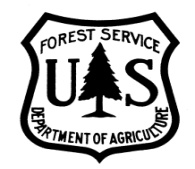 FOREST SERVICE
U S
DEPARTMENT OF AGRICULTURE